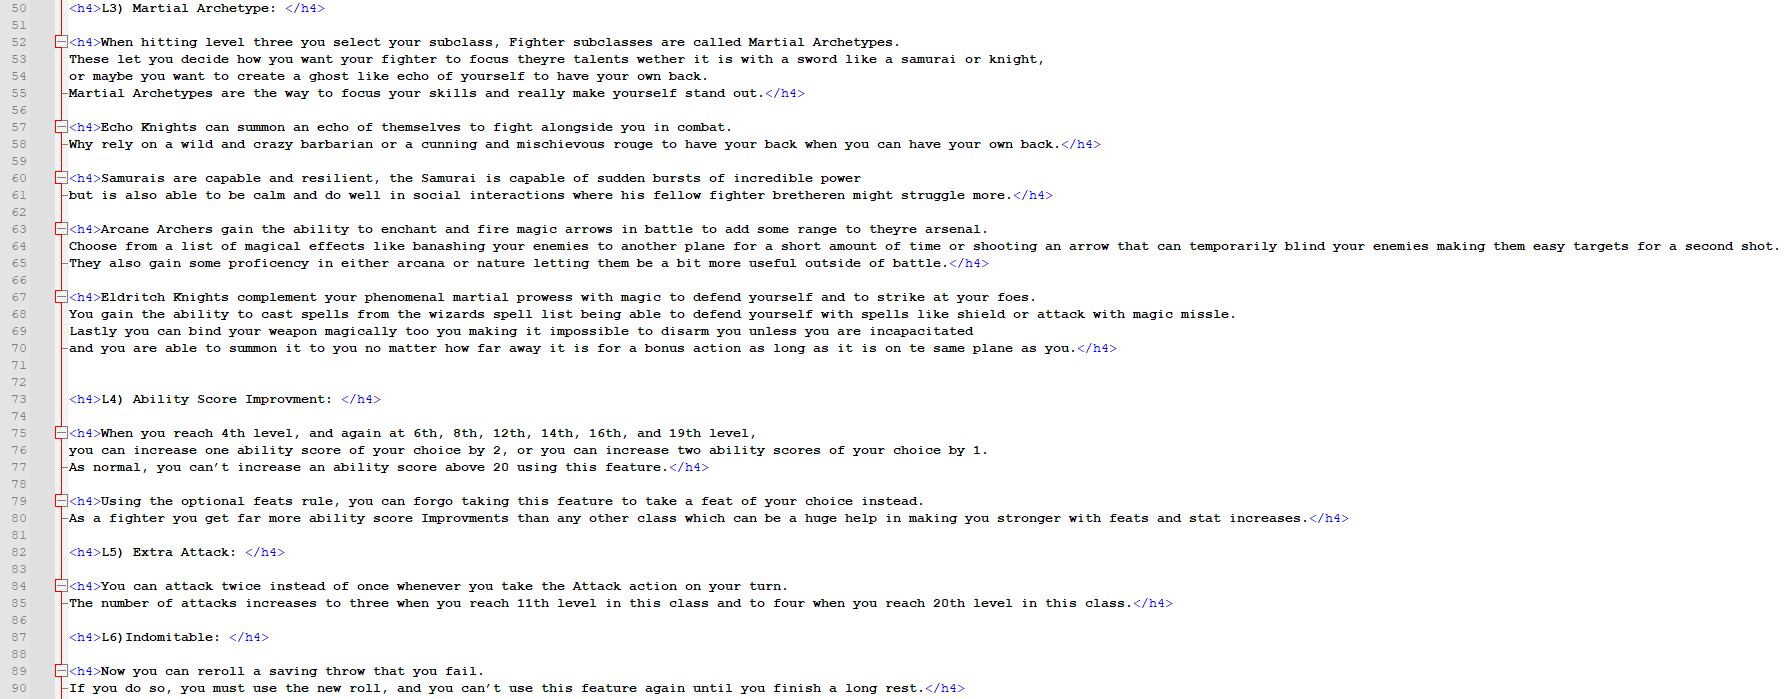 50 <h4>L3) Martial Archetype: </h4>
51
52 <h4>When hitting level three you select your subclass, Fighter subclasses are called Martial Archetypes.
53 These let you decide how you want your fighter to focus theyre talents wether it is with a sword like a samurai or knight,
54 or maybe you want to create a ghost like echo of yourself to have your own back.
55 Martial Archetypes are the way to focus your skills and really make yourself stand out.</h4>
56
57 <h4>Echo Knights can summon an echo of themselves to fight alongside you in combat.
58 Why rely on a wild and crazy barbarian or a cunning and mischievous rouge to have your back when you can have your own back.</h4>
59
60 <h4>Samurais are capable and resilient, the Samurai is capable of sudden bursts of incredible power
61 but is also able to be calm and do well in social interactions where his fellow fighter bretheren might struggle more.</h4>
62
63 <h4>Arcane Archers gain the ability to enchant and fire magic arrows in battle to add some range to theyre arsenal.
64 Choose from a list of magical effects like banashing your enemies to another plane for a short amount of time or shooting an arrow that can temporarily blind your enemies making them easy targets for a second shot.
65 They also gain some proficency in either arcana or nature letting them be a bit more useful outside of battle.</h4>
66
67 <h4>Eldritch Knights complement your phenomenal martial prowess with magic to defend yourself and to strike at your foes.
68 You gain the ability to cast spells from the wizards spell list being able to defend yourself with spells like shield or attack with magic missle.
69 Lastly you can bind your weapon magically too you making it impossible to disarm you unless you are incapacitated
70 and you are able to summon it to you no matter how far away it is for a bonus action as long as it is on te same plane as you.</h4>
71
72
73 <h4>L4) Ability Score Improvment: </h4>
74
75 <h4>When you reach 4th level, and again at 6th, 8th, 12th, 14th, 16th, and 19th level,
76 you can increase one ability score of your choice by 2, or you can increase two ability scores of your choice by 1.
77 As normal, you can't increase an ability score above 20 using this feature.</h4>
78
79 <h4>Using the optional feats rule, you can forgo taking this feature to take a feat of your choice instead.
80 As a fighter you get far more ability score Improvments than any other class which can be a huge help in making you stronger with feats and stat increases.</h4>
81
82 <h4>L5) Extra Attack: </h4>
83
84 <h4>You can attack twice instead of once whenever you take the Attack action on your turn.
85 The number of attacks increases to three when you reach 11th level in this class and to four when you reach 20th level in this class.</h4>
86
87 <h4>L6)Indomitable: </h4>
88
89 <h4>Now you can reroll a saving throw that you fail.
90 If you do so, you must use the new roll, and you can't use this feature again until you finish a long rest.</h4>